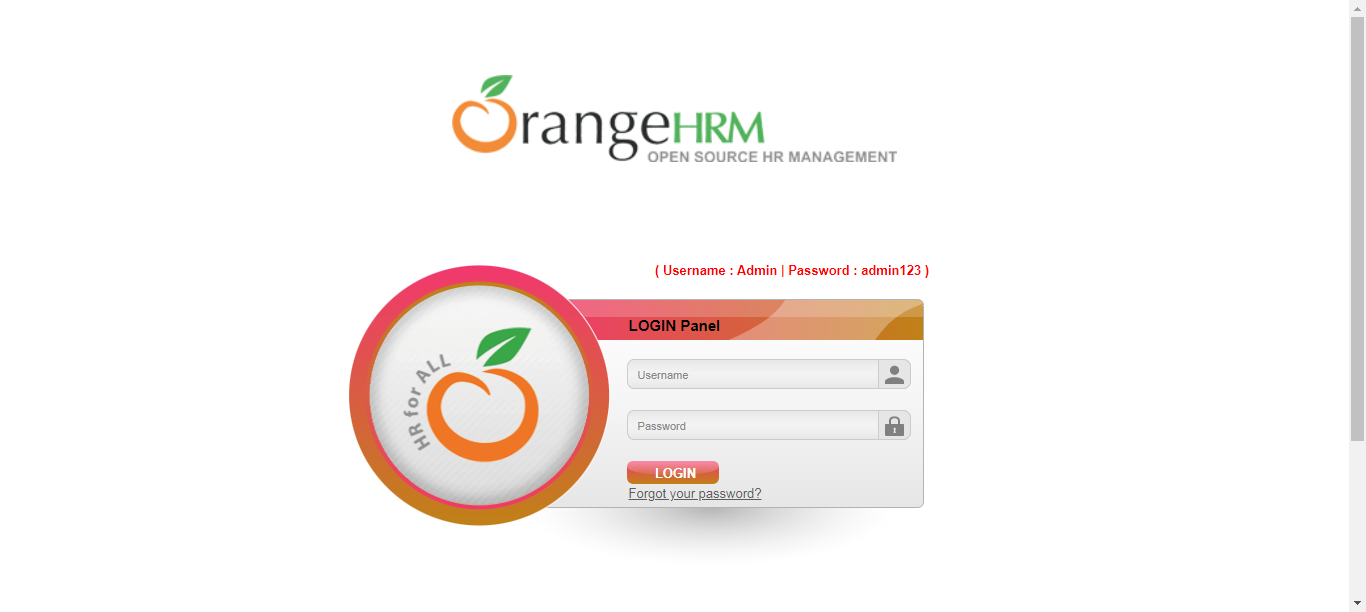 OrangeHRM
OPEN SOURCE HR MANAGEMENT
( Username : Admin | Password : admin123 )
HR for ALL
LOGIN Panel
Username
Password
LOGIN
Forgot your password?